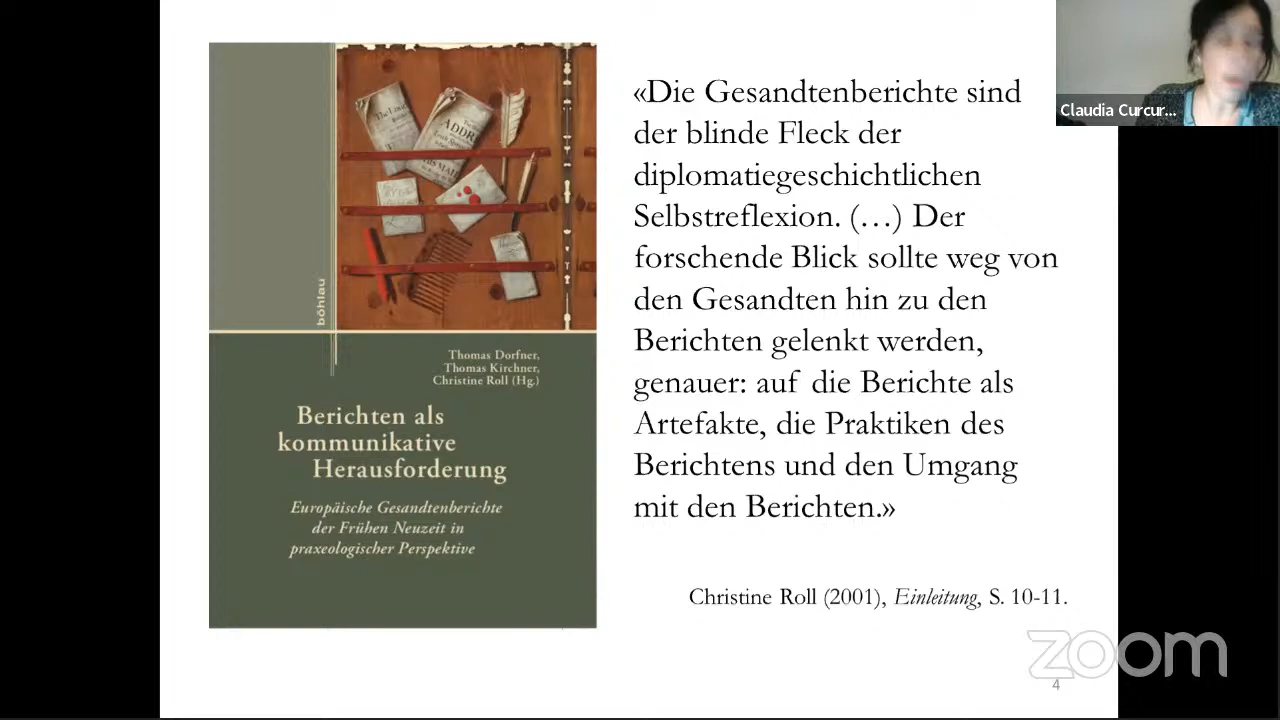 böhlau
Thomas Dorfner,
Thomas Kirchner,
Christine Roll (Hg.)
Berichten als
kommunikative
Herausforderung
Europäische Gesandtenberichte
der Frühen Neuzeit in
praxeologischer Perspektive
«Die Gesandtenberichte sind
der blinde Fleck der
diplomatiegeschichtlichen
Selbstreflexion. (…) Der
forschende Blick sollte weg von
den Gesandten hin zu den
Berichten gelenkt werden,
genauer: auf die Berichte als
Artefakte, die Praktiken des
Berichtens und den Umgang
mit den Berichten.»
Christine Roll (2001), Einleitung, S. 10-11.
Claudia Curcur...
zoom
4